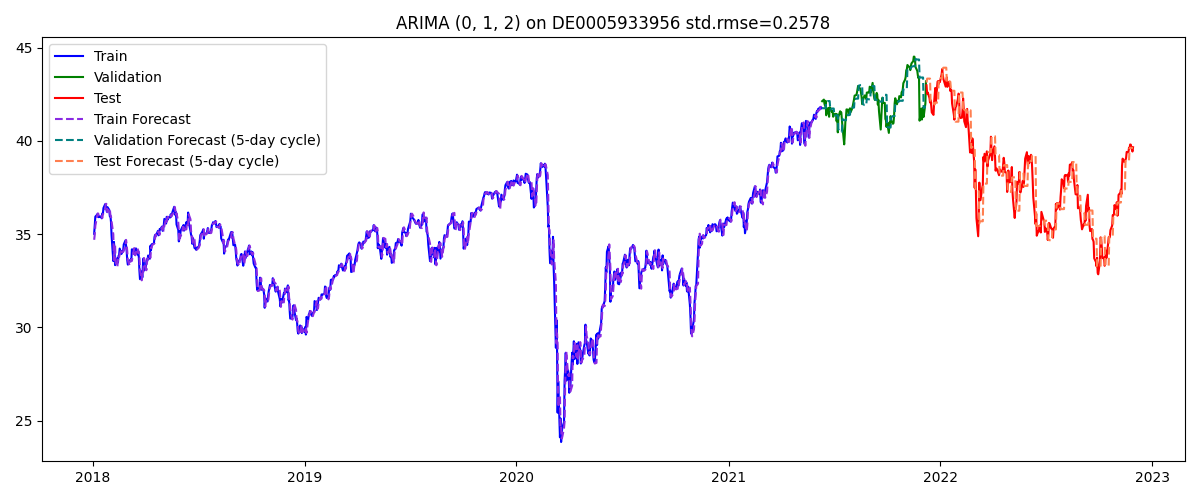 ARIMA (0, 1, 2) on DE0005933956 std.rmse=0.2578
Train
Validation
Test
Train Forecast
Validation Forecast (5-day cycle)
Test Forecast (5-day cycle)
45
40
35
30
25
2018
2019
2020
2021
2022
2023